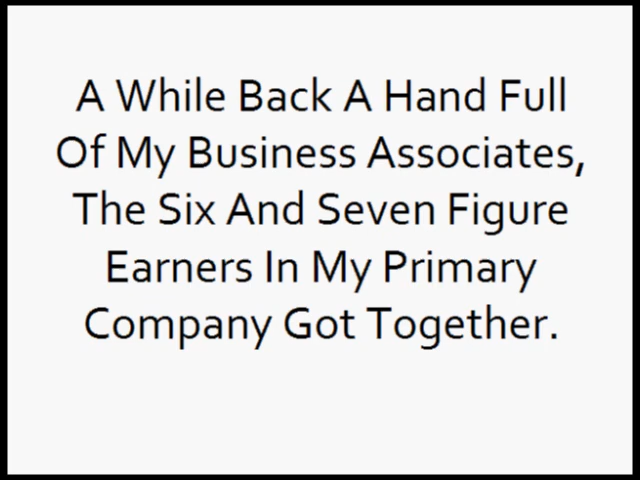 A While Back A Hand Full
Of My Business Associates,
The Six And Seven Figure
Earners In My Primary
Company Got Together.